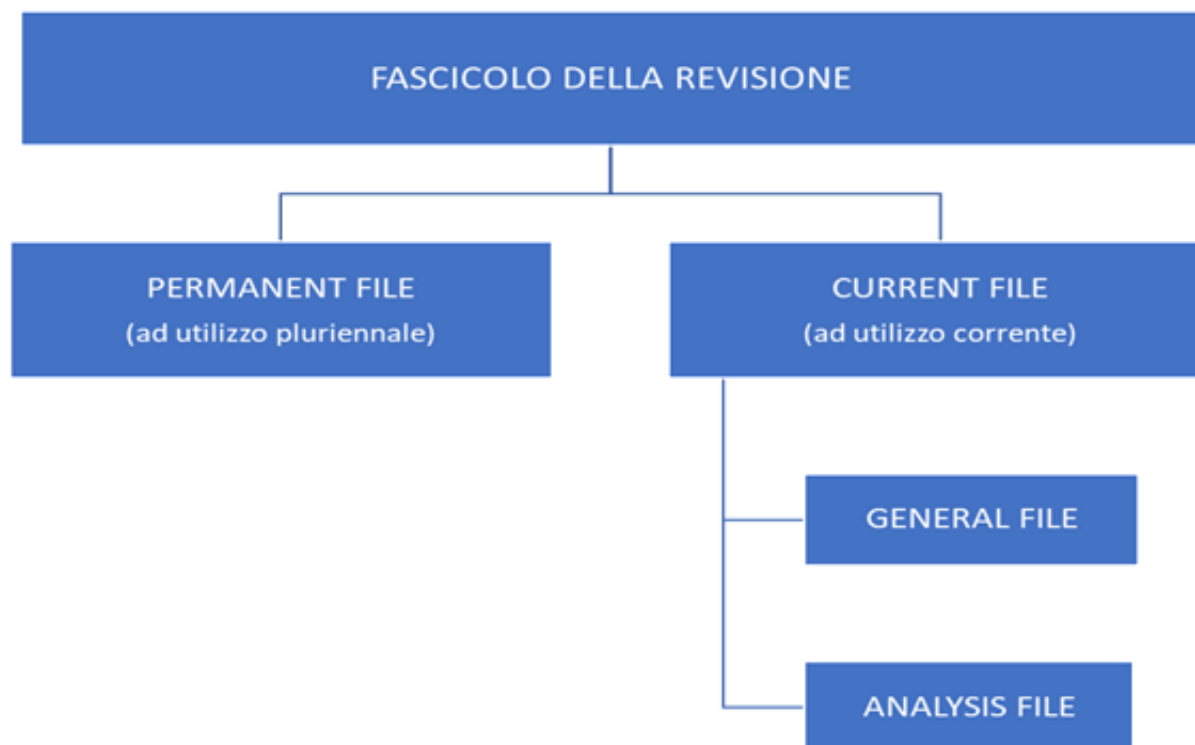 FASCICOLO DELLA REVISIONE
PERMANENT FILE
(ad utilizzo pluriennale)
CURRENT FILE
(ad utilizzo corrente)
GENERAL FILE
ANALYSIS FILE